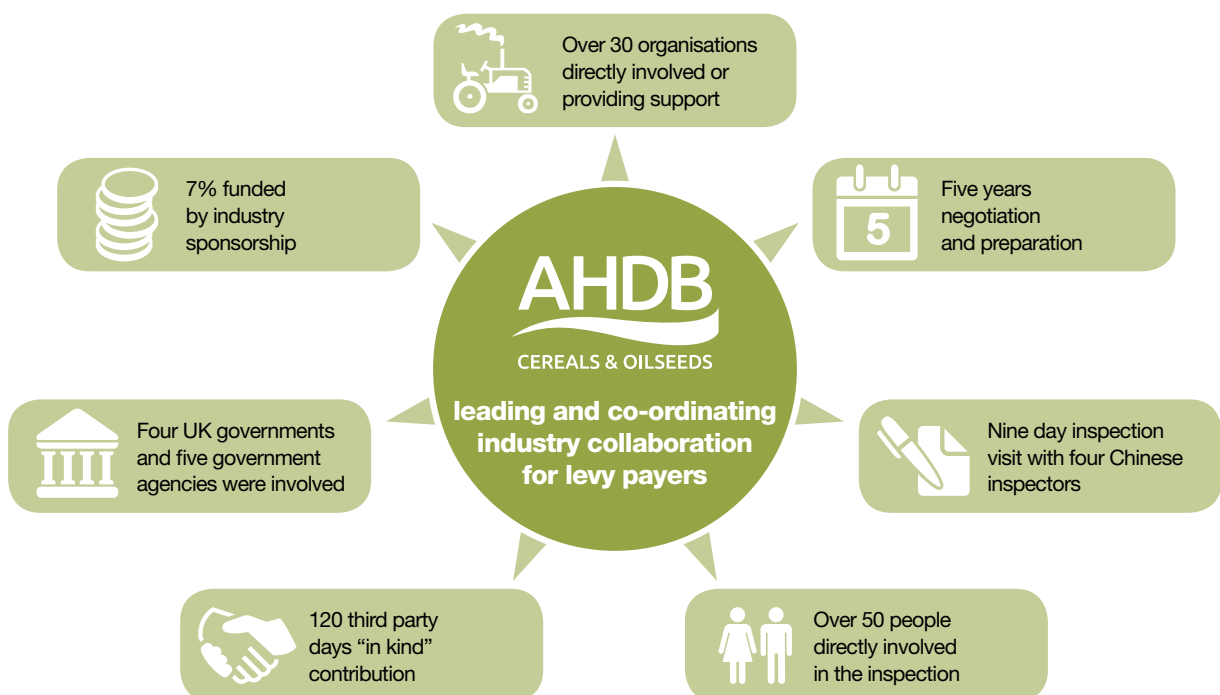 Over 30 organisations
directly involved or
providing support
7% funded
by industry
sponsorship
5
Five years
negotiation
and preparation
AHDB
CEREALS & OILSEEDS
leading and co-ordinating
industry collaboration
for levy payers
Four UK governments
and five government
agencies were involved
Nine day inspection
visit with four Chinese
inspectors
120 third party
days “in kind”
contribution
Over 50 people
directly involved
in the inspection